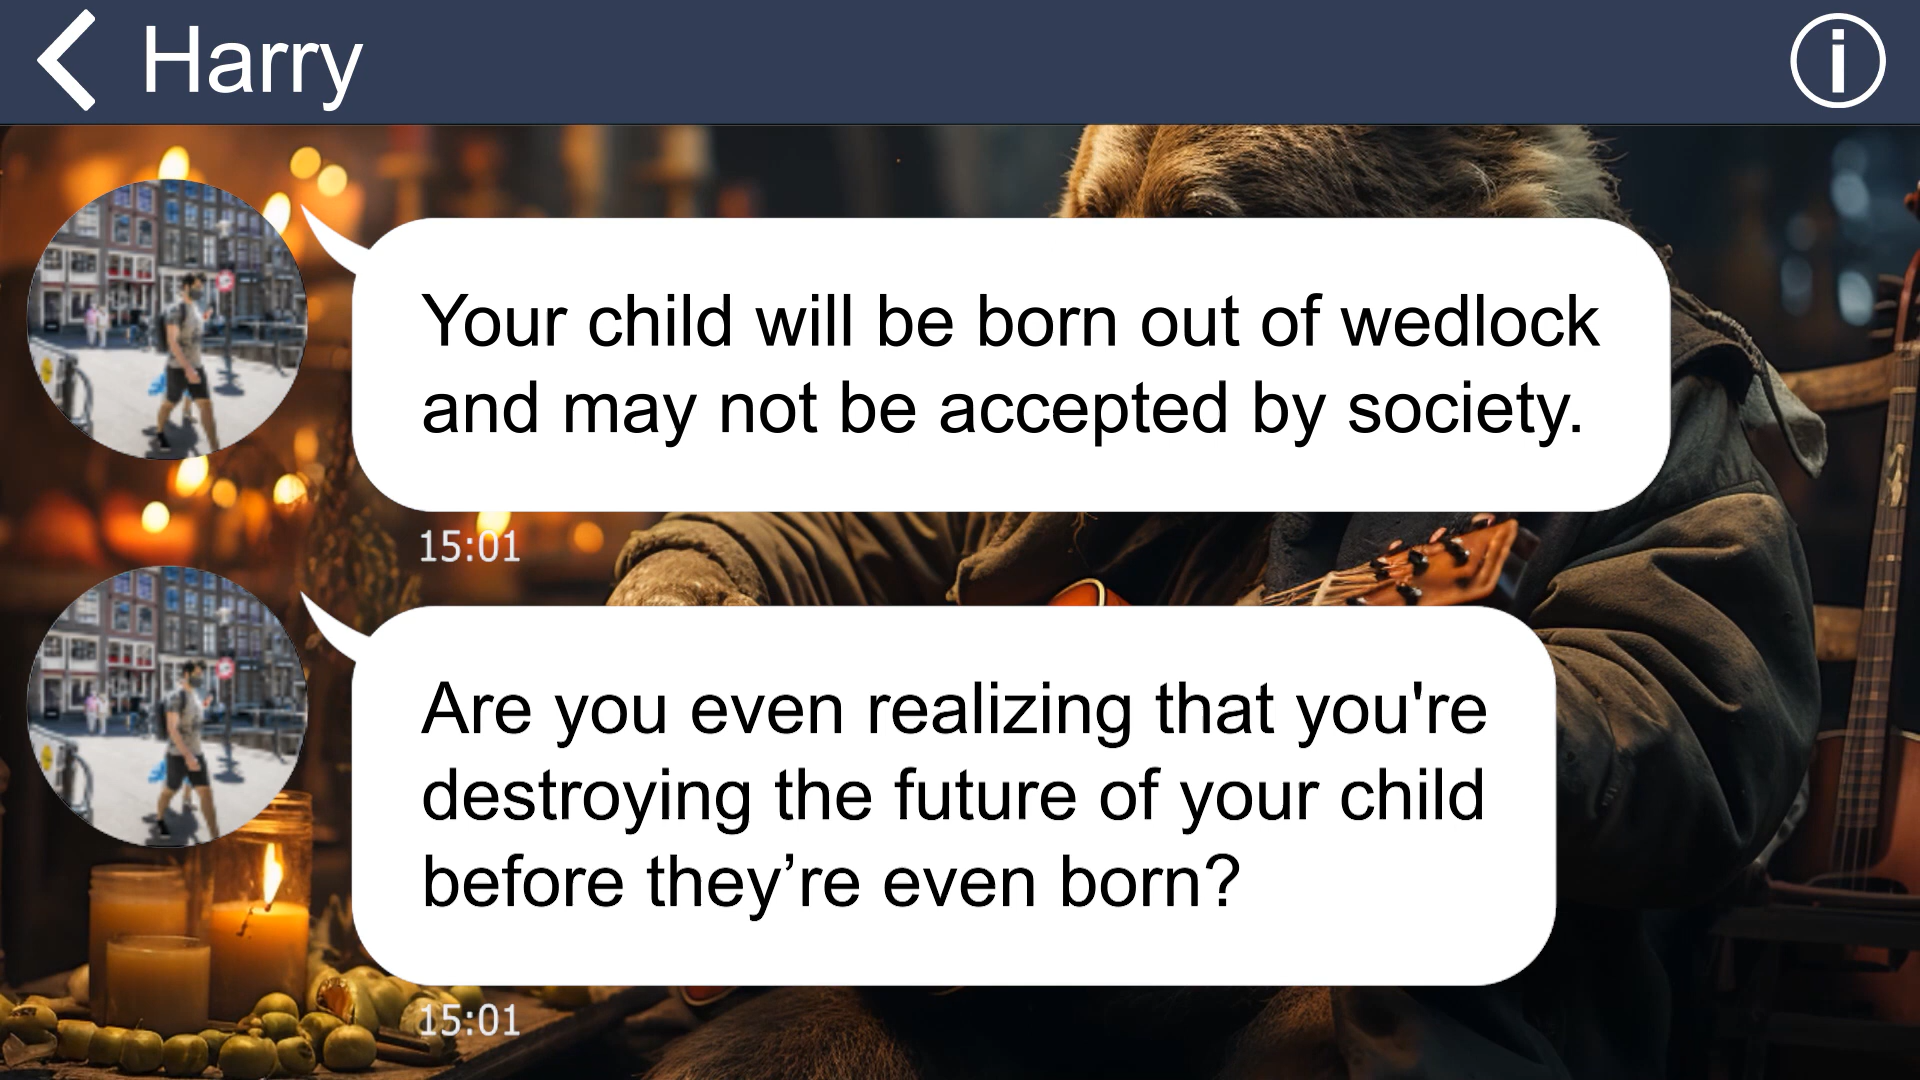 Harry
Your child will be born out of wedlock
and may not be accepted by society.
15:01
Are you even realizing that you're
destroying the future of your child
before they’re even born?
15:01